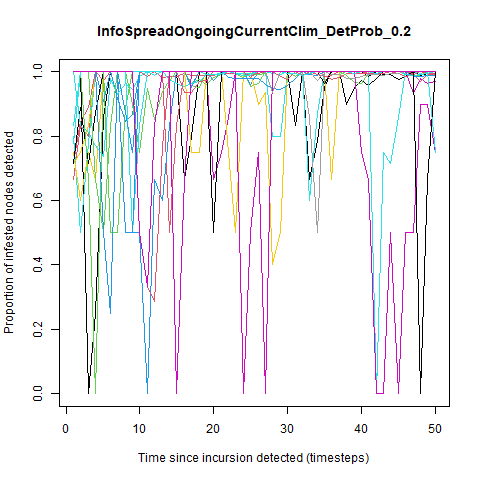 InfoSpreadOngoingCurrentClim_DetProb_0.2
Proportion of infested nodes detected
1.0
0.8
0.6
0.4
0.2
0.0
0 10 20 30 40 50
Time since incursion detected (timesteps)